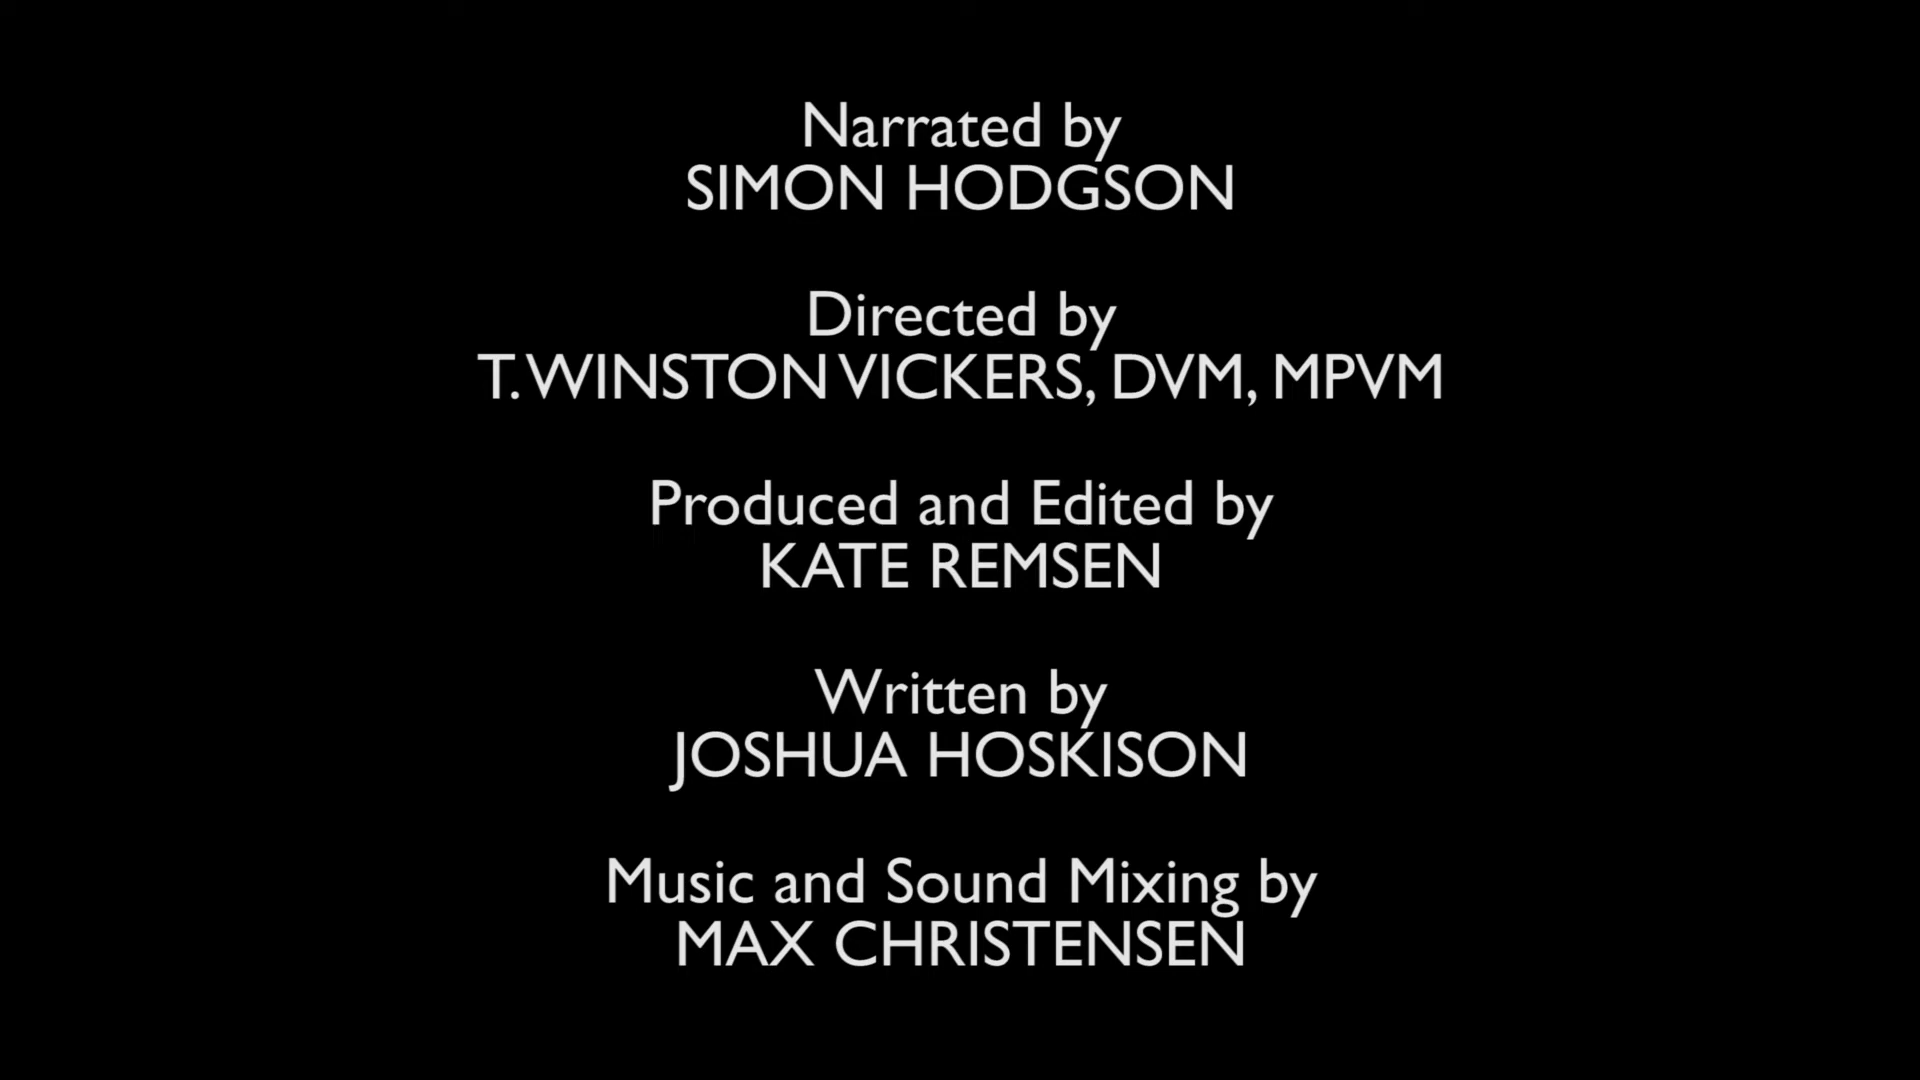 Narrated by
SIMON HODGSON
Directed by
T. WINSTON VICKERS, DVM, MPVM
Produced and Edited by
KATE REMSEN
Written by
JOSHUA HOSKISON
Music and Sound Mixing by
MAX CHRISTENSEN